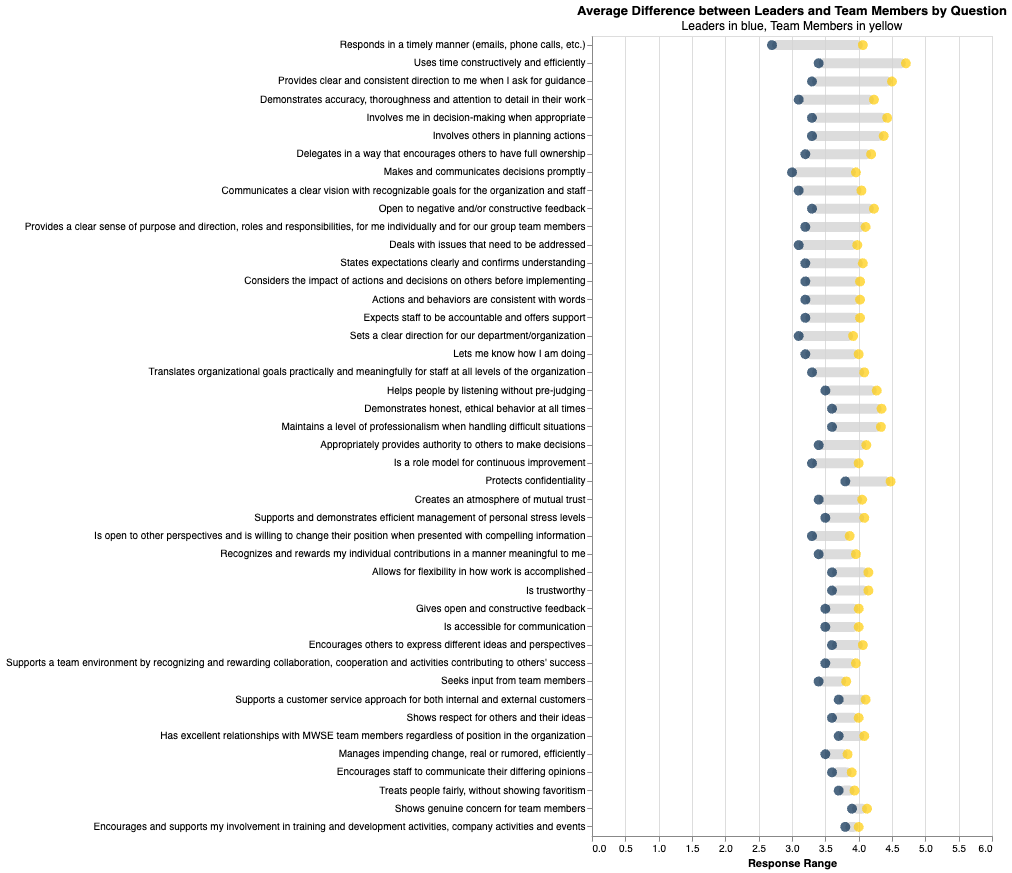 Average Difference between Leaders and Team Members by Question
Leaders in blue, Team Members in yellow
Responds in a timely manner (emails, phone calls, etc.)
Uses time constructively and efficiently
Provides clear and consistent direction to me when I ask for guidance
Demonstrates accuracy, thoroughness and attention to detail in their work
Involves me in decision-making when appropriate
Involves others in planning actions
Delegates in a way that encourages others to have full ownership
Makes and communicates decisions promptly
Communicates a clear vision with recognizable goals for the organization and staff
Open to negative and/or constructive feedback
Provides a clear sense of purpose and direction, roles and responsibilities, for me individually and for our group team members
Deals with issues that need to be addressed
States expectations clearly and confirms understanding
Considers the impact of actions and decisions on others before implementing
Actions and behaviors are consistent with words
Expects staff to be accountable and offers support
Sets a clear direction for our department/organization
Lets me know how I am doing
Translates organizational goals practically and meaningfully for staff at all levels of the organization
Helps people by listening without pre-judging
Demonstrates honest, ethical behavior at all times
Maintains a level of professionalism when handling difficult situations
Appropriately provides authority to others to make decisions
Is a role model for continuous improvement
Protects confidentiality
Creates an atmosphere of mutual trust
Supports and demonstrates efficient management of personal stress levels
Is open to other perspectives and is willing to change their position when presented with compelling information
Recognizes and rewards my individual contributions in a manner meaningful to me
Allows for flexibility in how work is accomplished
Is trustworthy
Gives open and constructive feedback
Is accessible for communication
Encourages others to express different ideas and perspectives
Supports a team environment by recognizing and rewarding collaboration, cooperation and activities contributing to others' success
Seeks input from team members
Supports a customer service approach for both internal and external customers
Shows respect for others and their ideas
Has excellent relationships with MWSE team members regardless of position in the organization
Manages impending change, real or rumored, efficiently
Encourages staff to communicate their differing opinions
Treats people fairly, without showing favoritism
Shows genuine concern for team members
Encourages and supports my involvement in training and development activities, company activities and events
0.0 0.5 1.0 1.5 2.0 2.5 3.0 3.5 4.0 4.5 5.0 5.5 6.0
Response Range